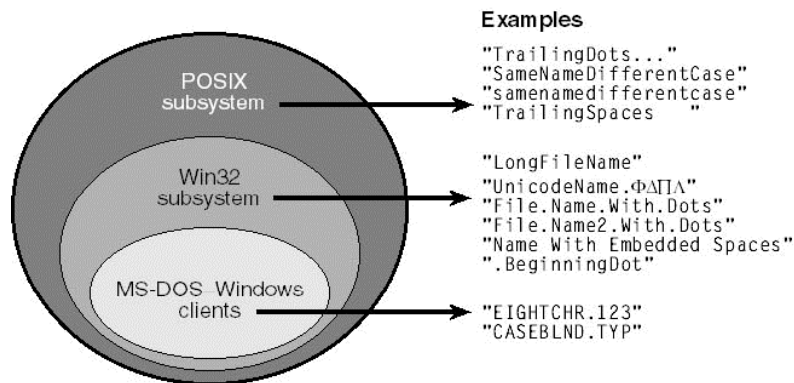 Examples
POSIX
subsystem
"TrailingDots..."
"SameNameDifferentCase"
"samenamedifferentcase"
"TrailingSpaces   "
Win32
subsystem
"LongFileName"
"UnicodeName.ΦΔΠΛ"
"File.Name.With.Dots"
"File.Name2.With.Dots"
"Name With Embedded Spaces"
".BeginningDot"
MS-DOS Windows
clients
"EIGHTCHR.123"
"CASEBLND.TYP"